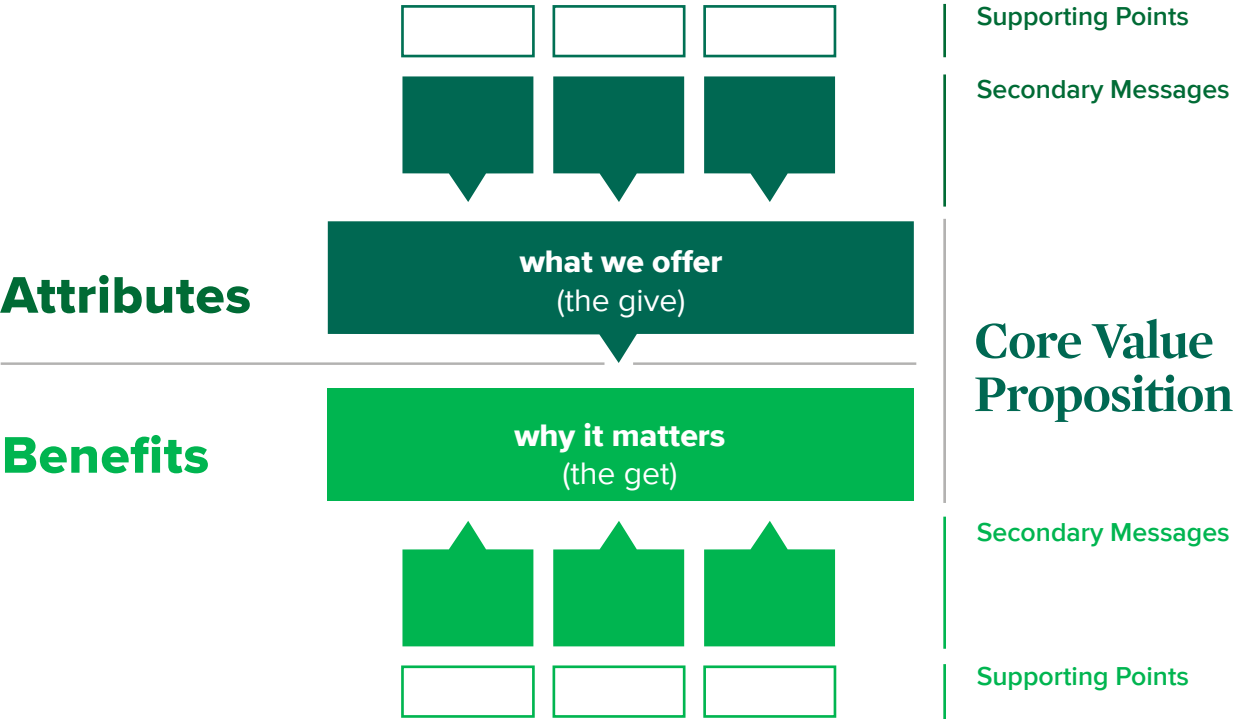 Supporting Points
Secondary Messages
what we offer
(the give)
Attributes
Core Value
Proposition
why it matters
(the get)
Benefits
Secondary Messages
Supporting Points